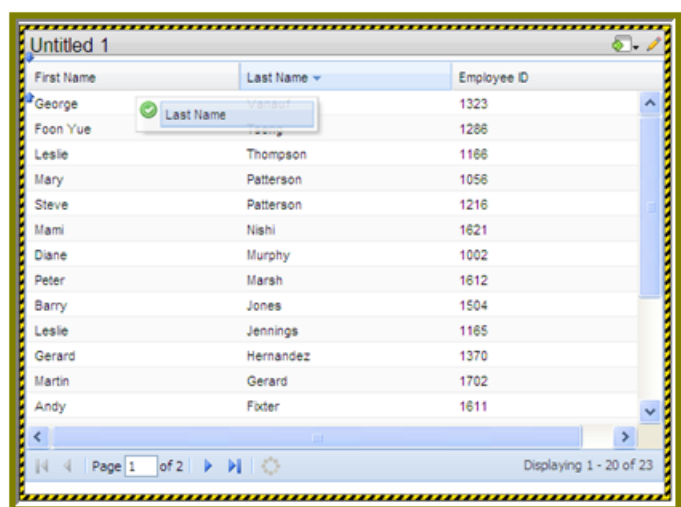 Untitled 1
First Name Last Name Employee ID
George 1323
Last Name
Foon Yue 1286
Leslie Thompson 1166
Mary Patterson 1056
Steve Patterson 1216
Mami Nishi 1621
Diane Murphy 1002
Peter Marsh 1612
Barry Jones 1504
Leslie Jennings 1165
Gerard Hernandez 1370
Martin Gerard 1702
Andy Fixter 1611
Page 1 of 2 Displaying 1 - 20 of 23